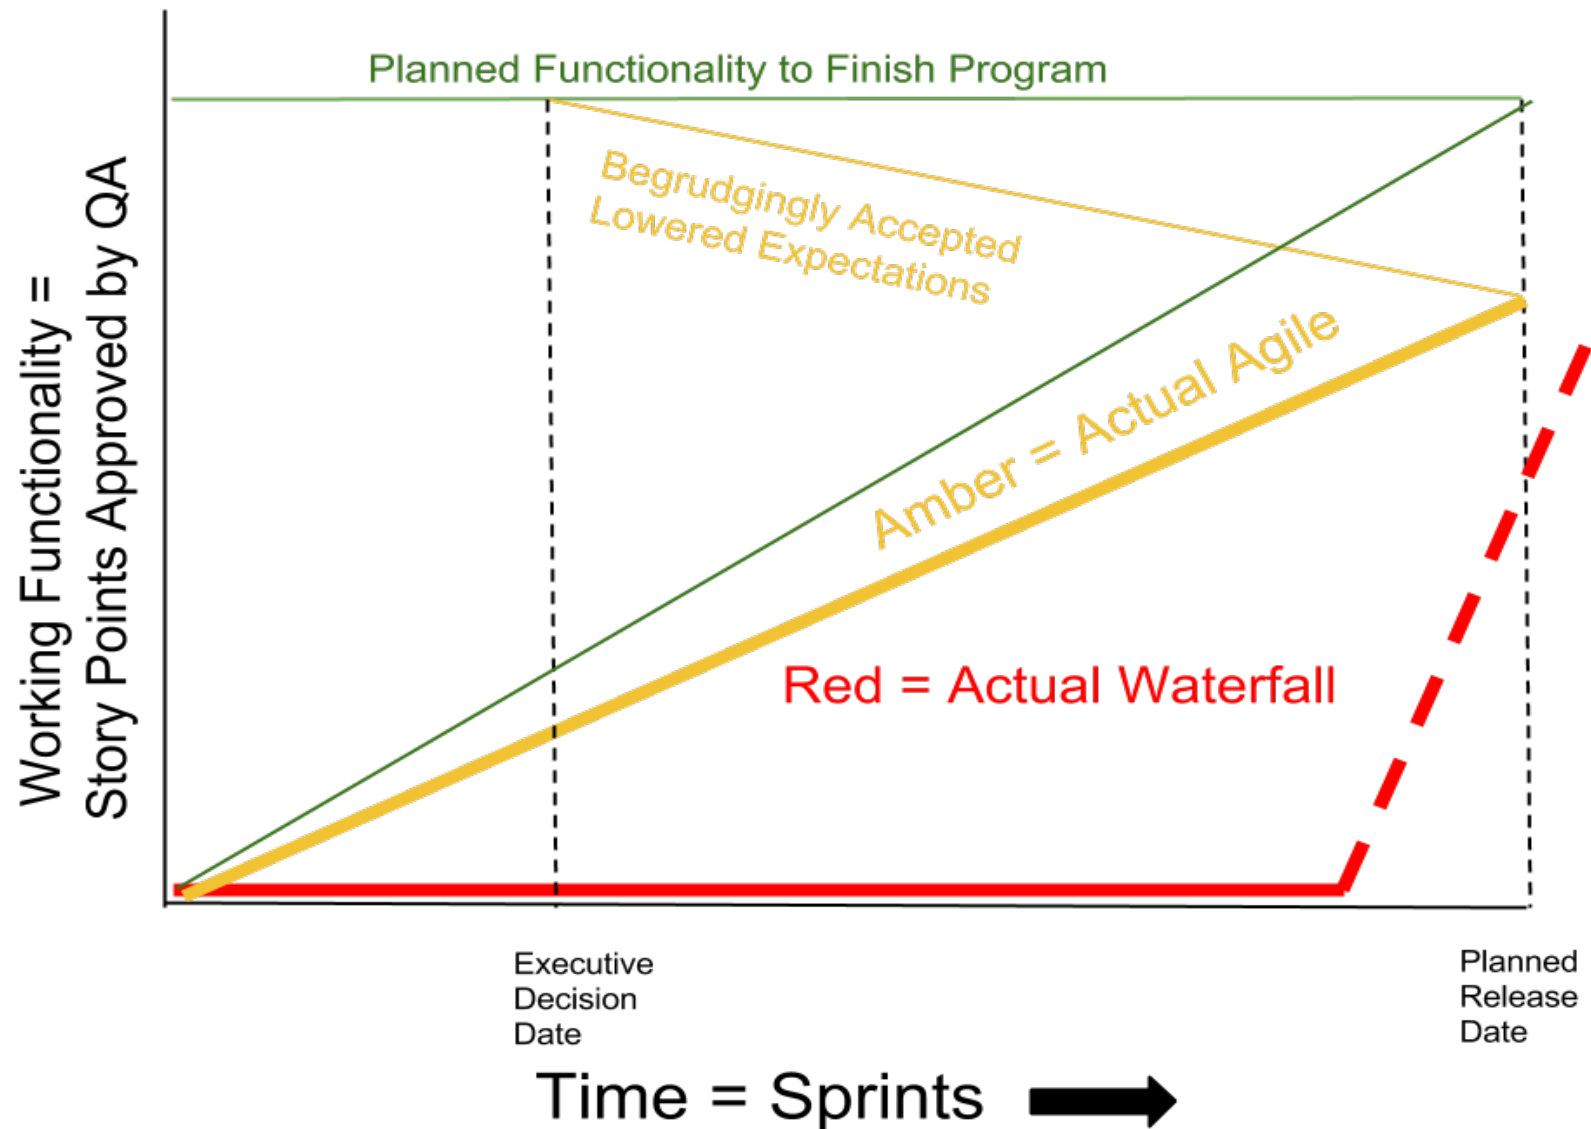 Planned Functionality to Finish Program
Working Functionality =
Story Points Approved by QA
Begrudgingly Accepted
Lowered Expectations
Amber = Actual Agile
Red = Actual Waterfall
Executive
Decision
Date
Planned
Release
Date
Time = Sprints